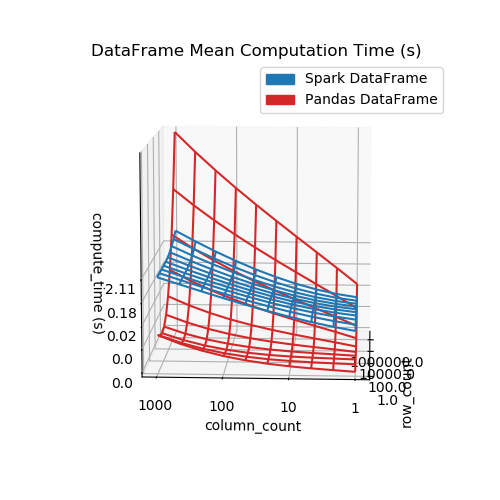 DataFrame Mean Computation Time (s)
Spark DataFrame
Pandas DataFrame
compute_time (s)
2.11
0.18
0.02
0.0
0.0
1000
100
10
1
column_count
1000000.0
10000.0
100.0
1.0
row_count